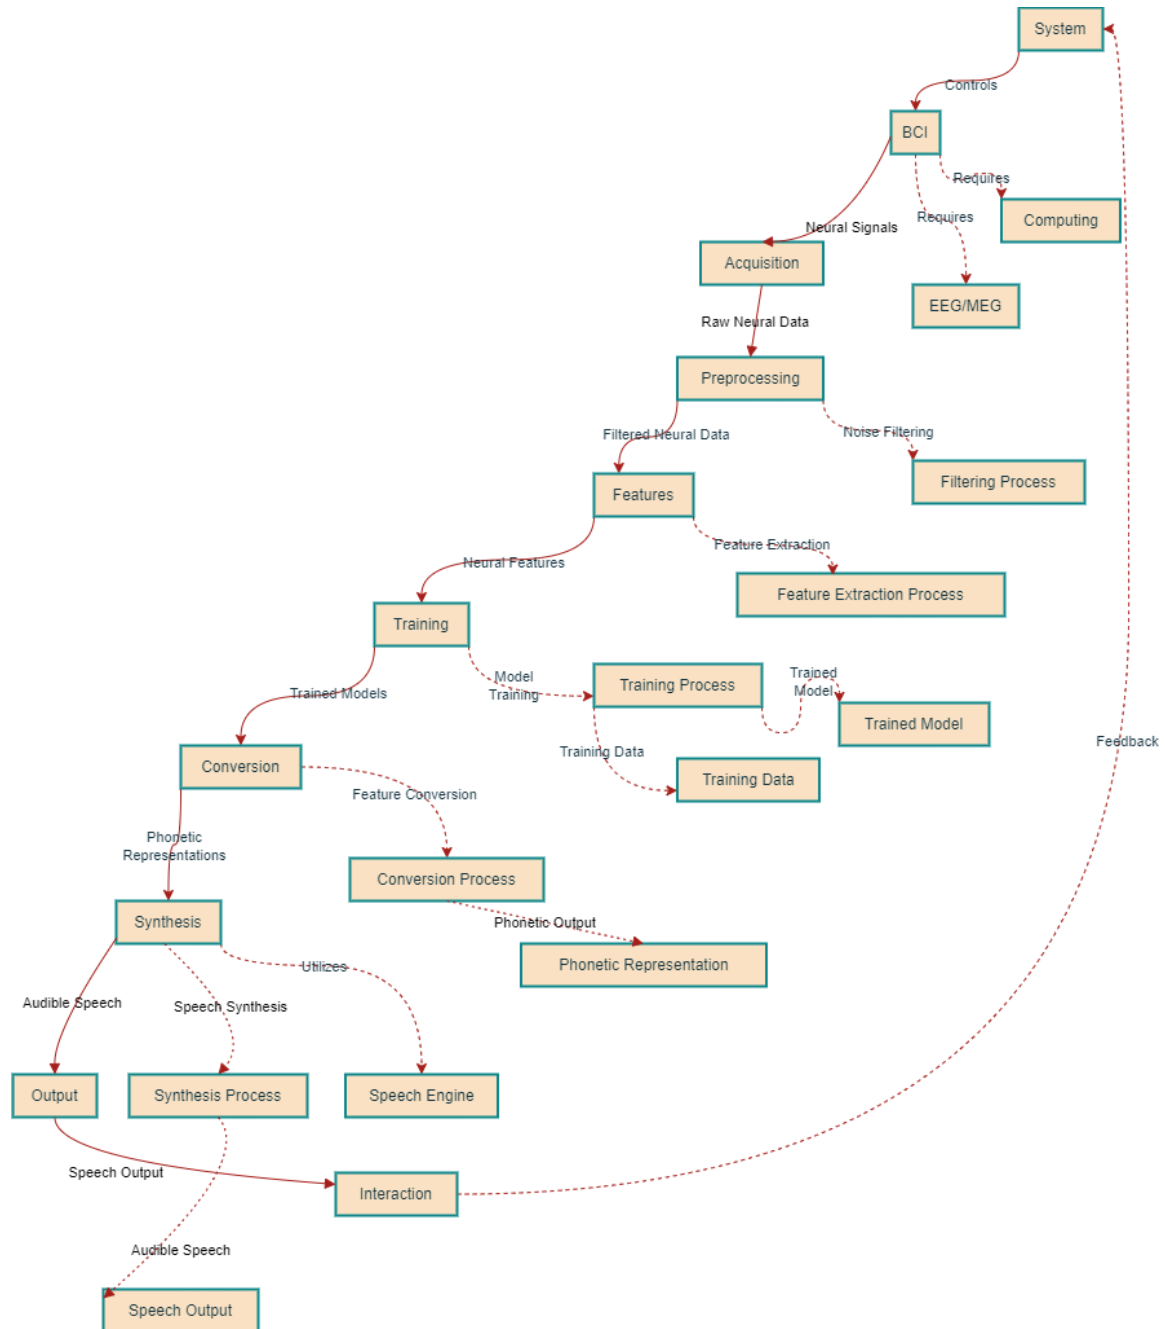 System
Controls
BCI
Requires
Computing
Requires
Neural Signals
Acquisition
EEG/MEG
Raw Neural Data
Preprocessing
Filtered Neural Data
Noise Filtering
Features
Filtering Process
Feature Extraction
Neural Features
Feature Extraction Process
Training
Model
Training
Training Process
Trained
Model
Trained Models
Trained Model
Feedback
Training Data
Conversion
Training Data
Feature Conversion
Phonetic
Representations
Conversion Process
Synthesis
Phonetic Output
Phonetic Representation
Utilizes
Audible Speech
Speech Synthesis
Output
Synthesis Process
Speech Engine
Speech Output
Interaction
Audible Speech
Speech Output